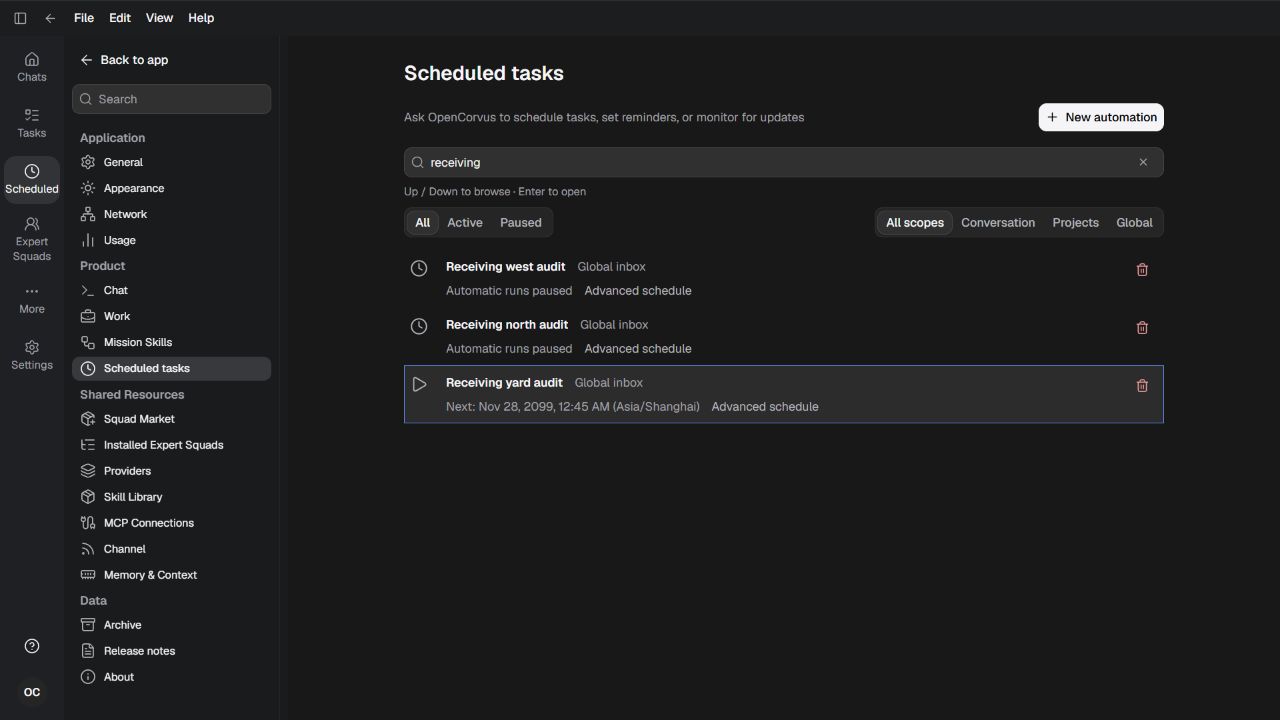 File Edit View Help
Chats
Tasks
Scheduled
Expert
Squads
More
Settings
OC
Back to app
Search
Application
General
Appearance
Network
Usage
Product
Chat
Work
Mission Skills
Scheduled tasks
Shared Resources
Squad Market
Installed Expert Squads
Providers
Skill Library
MCP Connections
Channel
Memory & Context
Data
Archive
Release notes
About
Scheduled tasks
Ask OpenCorvus to schedule tasks, set reminders, or monitor for updates
New automation
receiving
Up / Down to browse · Enter to open
All Active Paused
All scopes Conversation Projects Global
Receiving west audit Global inbox
Automatic runs paused Advanced schedule
Receiving north audit Global inbox
Automatic runs paused Advanced schedule
Receiving yard audit Global inbox
Next: Nov 28, 2099, 12:45 AM (Asia/Shanghai) Advanced schedule